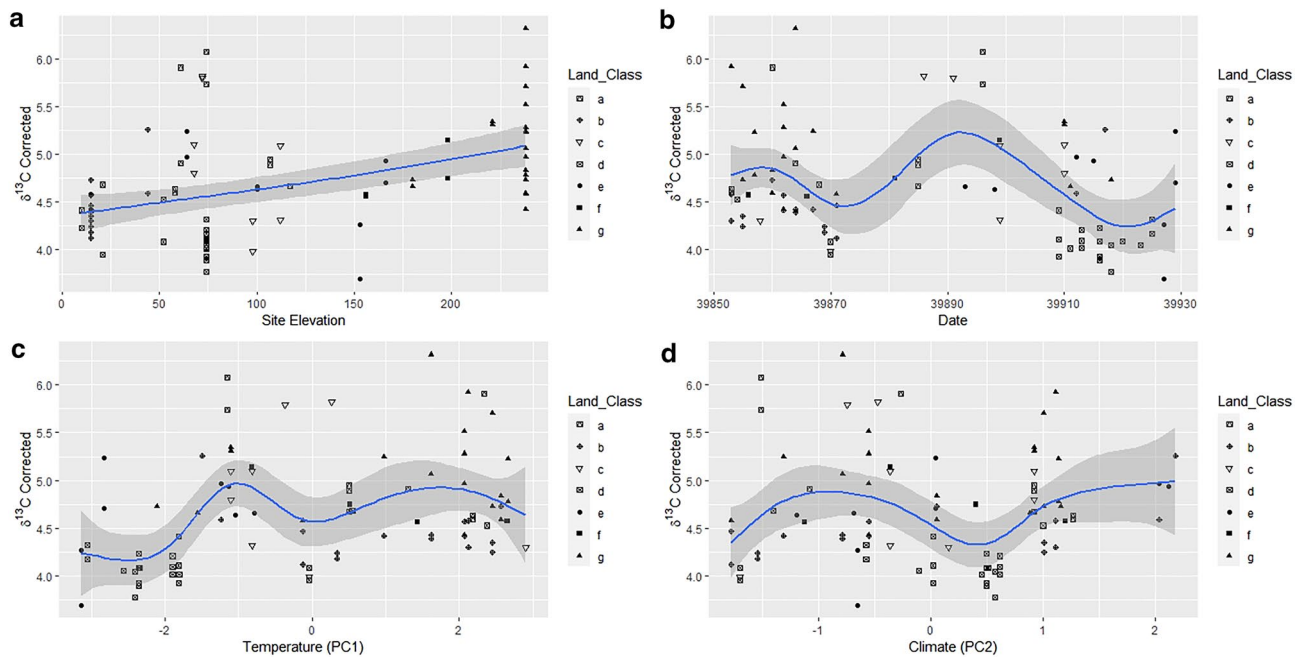 a
δ13C Corrected
6.0
5.5
5.0
4.5
4.0
0
50
100
150
200
Site Elevation
Land_Class
a
b
c
d
e
f
g
b
δ13C Corrected
6.0
5.5
5.0
4.5
4.0
39850
39870
39890
39910
39930
Date
Land_Class
a
b
c
d
e
f
g
c
δ13C Corrected
6.0
5.5
5.0
4.5
4.0
-2
0
2
Temperature (PC1)
Land_Class
a
b
c
d
e
f
g
d
δ13C Corrected
6.0
5.5
5.0
4.5
4.0
-1
0
1
2
Climate (PC2)
Land_Class
a
b
c
d
e
f
g